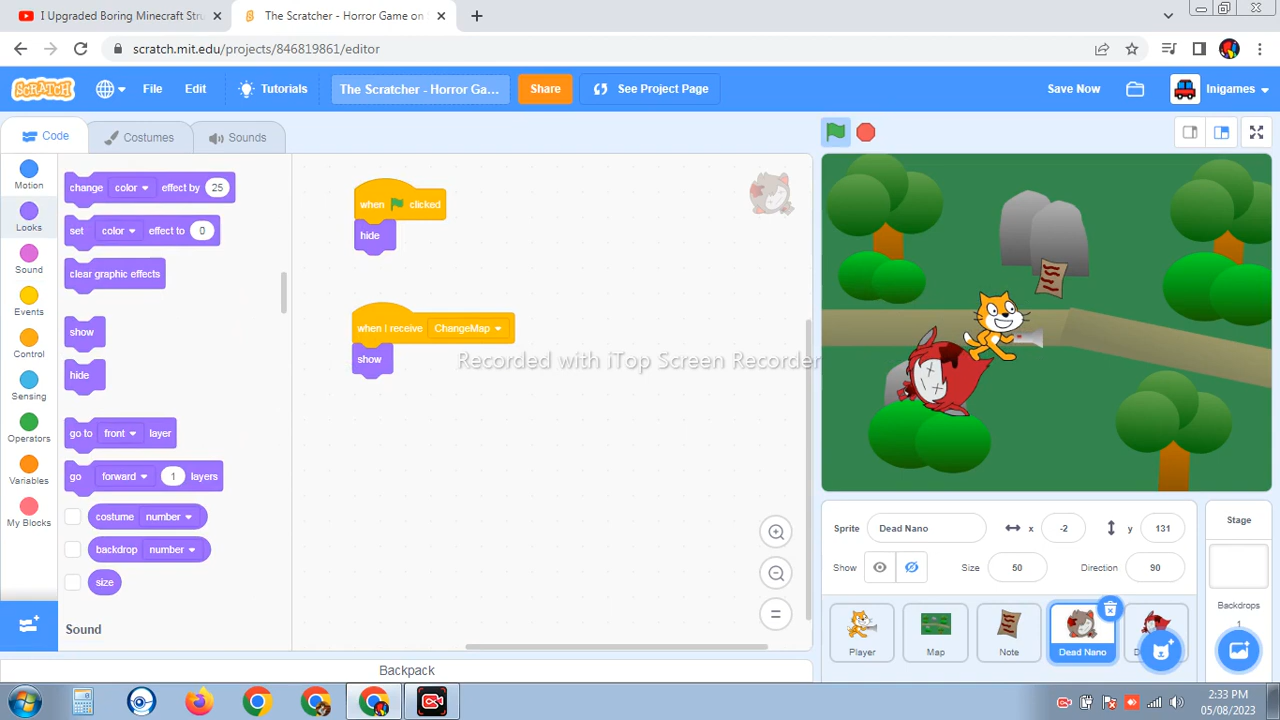 I Upgraded Boring Minecraft Stru
The Scratcher - Horror Game on S
scratch.mit.edu/projects/846819861/editor
SCRATCH File Edit Tutorials The Scratcher - Horror Ga... Share See Project Page Save Now Inigames
Code Costumes Sounds
Motion
Looks
Sound
Events
Control
Sensing
Operators
Variables
My Blocks
change color effect by 25
set color effect to 0
clear graphic effects
show
hide
go to front layer
go forward 1 layers
costume number
backdrop number
size
Sound
when clicked
hide
when I receive ChangeMap
show
Recorded with iTop Screen Recorder
Backpack
Sprite Dead Nano x -2 y 131
Show Size 50 Direction 90
Player
Map
Note
Dead Nano
Stage
Backdrops
1
2:33 PM
05/08/2023